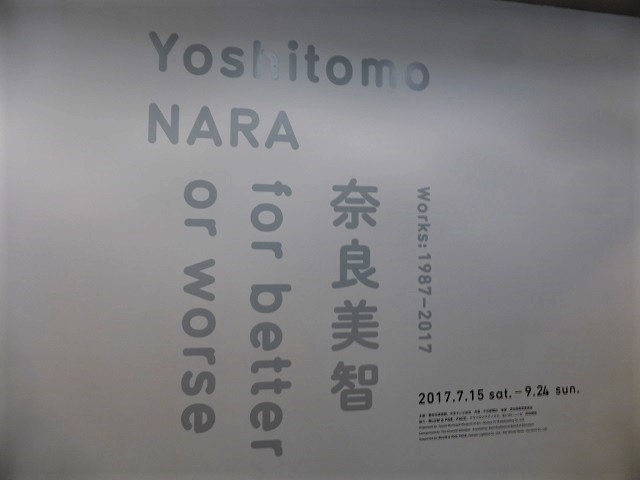 Yoshitomo
NARA
for better
or worse
奈良美智
Works: 1987–2017
2017.7.15 sat. – 9.24 sun.